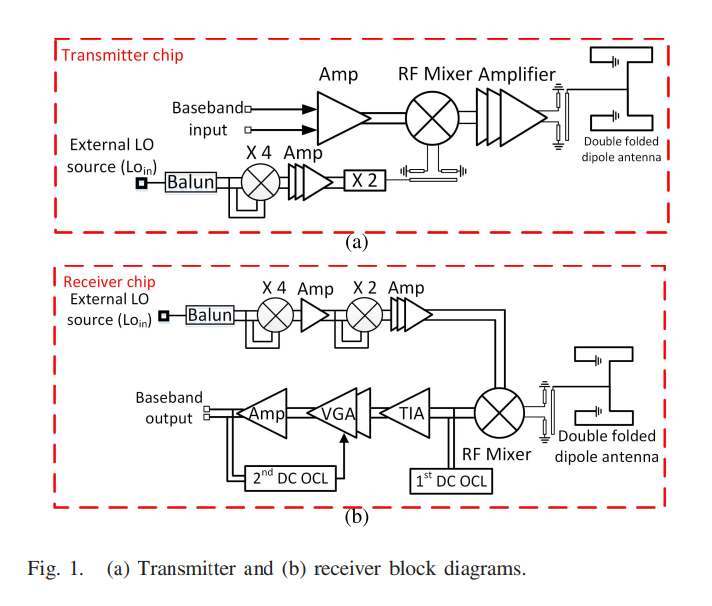 Transmitter chip
Amp
RF Mixer
Amplifier
Baseband
input
External LO
source (Loin)
X 4
Amp
Balun
X 2
Double folded
dipole antenna
(a)
Receiver chip
External LO
source (Loin)
X 4
Amp
X 2
Amp
Balun
Baseband
output
Amp
VGA
TIA
RF Mixer
Double folded
dipole antenna
2nd DC OCL
1st DC OCL
(b)
Fig. 1. (a) Transmitter and (b) receiver block diagrams.